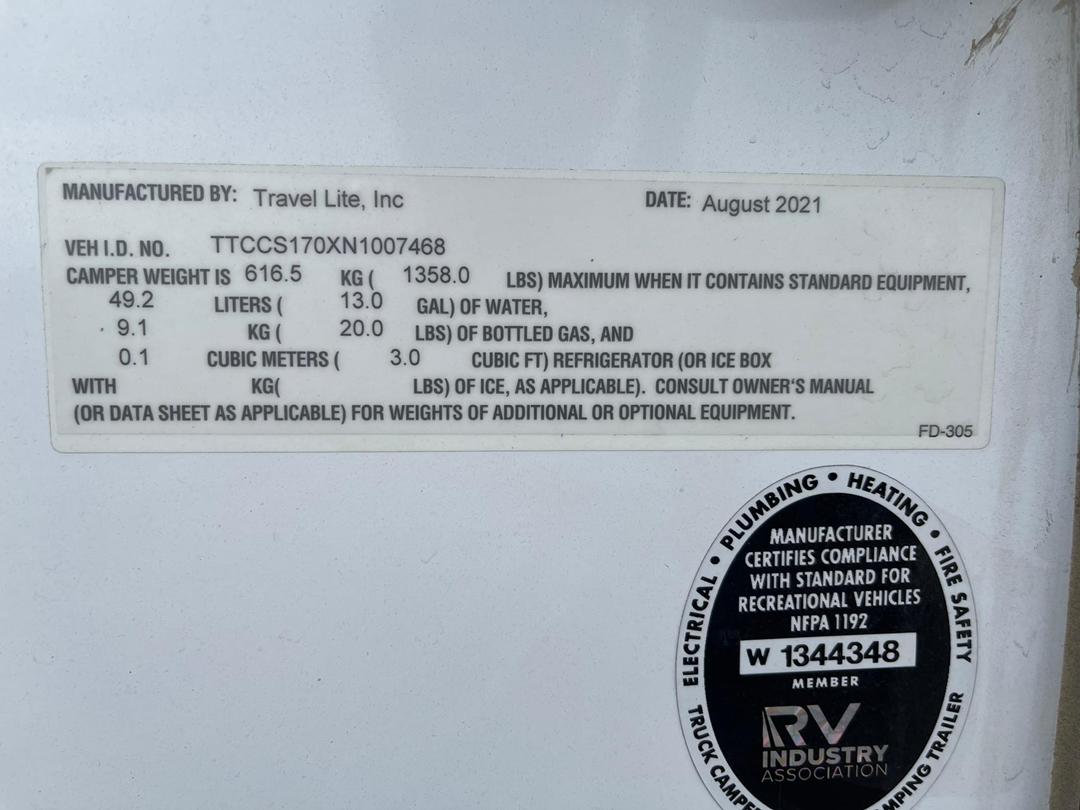 MANUFACTURED BY: Travel Lite, Inc DATE: August 2021
VEH I.D. NO. TTCCS170XN1007468
CAMPER WEIGHT IS 616.5 KG ( 1358.0 LBS) MAXIMUM WHEN IT CONTAINS STANDARD EQUIPMENT,
49.2 LITERS ( 13.0 GAL) OF WATER,
9.1 KG ( 20.0 LBS) OF BOTTLED GAS, AND
0.1 CUBIC METERS ( 3.0 CUBIC FT) REFRIGERATOR (OR ICE BOX
WITH KG( LBS) OF ICE, AS APPLICABLE). CONSULT OWNER'S MANUAL
(OR DATA SHEET AS APPLICABLE) FOR WEIGHTS OF ADDITIONAL OR OPTIONAL EQUIPMENT.
FD-305
ELECTRICAL • PLUMBING • HEATING • FIRE SAFETY
MANUFACTURER
CERTIFIES COMPLIANCE
WITH STANDARD FOR
RECREATIONAL VEHICLES
NFPA 1192
W 1344348
MEMBER
RV
INDUSTRY
ASSOCIATION
TRUCK TRAILER